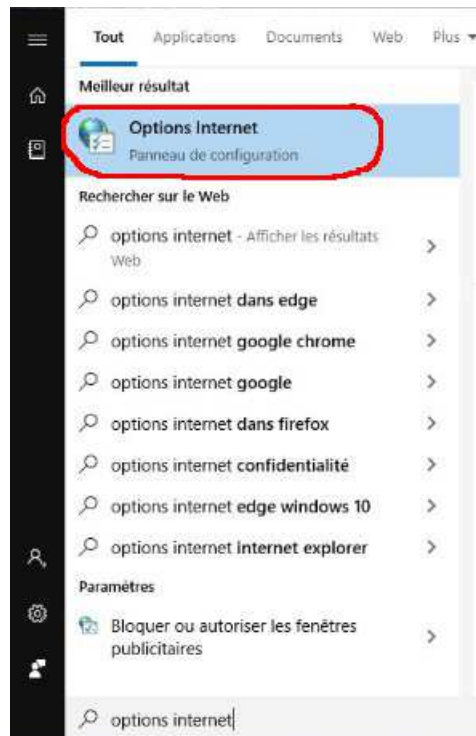 Tout Applications Documents Web Plus
Meilleur résultat
Options Internet
Panneau de configuration
Rechercher sur le Web
options internet - Afficher les résultats
Web
options internet dans edge
options internet google chrome
options internet google
options internet dans firefox
options internet confidentialité
options internet edge windows 10
options internet internet explorer
Paramètres
Bloquer ou autoriser les fenêtres
publicitaires
options internet